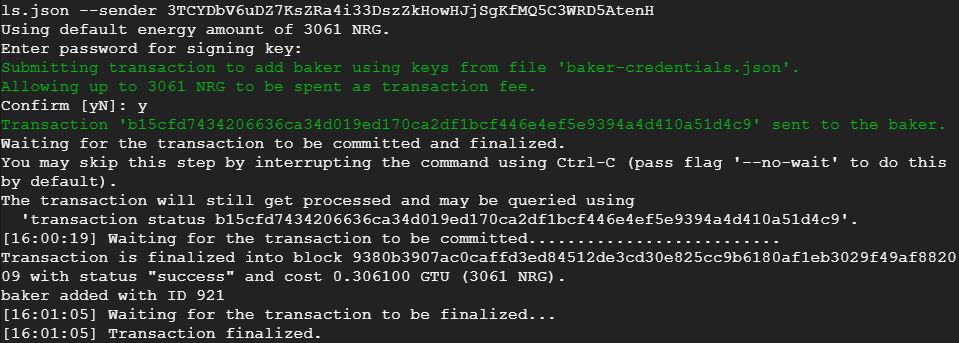 ls.json --sender 3TCYDbV6uDZ7KsZRa4i33DszZkHowHJjSgKfMQ5C3WRD5AtenH
Using default energy amount of 3061 NRG.
Enter password for signing key:
Submitting transaction to add baker using keys from file 'baker-credentials.json'.
Allowing up to 3061 NRG to be spent as transaction fee.
Confirm [yN]: y
Transaction 'b15cfd7434206636ca34d019ed170ca2df1bcf446e4ef5e9394a4d410a51d4c9' sent to the baker.
Waiting for the transaction to be committed and finalized.
You may skip this step by interrupting the command using Ctrl-C (pass flag '--no-wait' to do this
by default).
The transaction will still get processed and may be queried using
  'transaction status b15cfd7434206636ca34d019ed170ca2df1bcf446e4ef5e9394a4d410a51d4c9'.
[16:00:19] Waiting for the transaction to be committed..........................
Transaction is finalized into block 9380b3907ac0caffd3ed84512de3cd30e825cc9b6180af1eb3029f49af8820
09 with status "success" and cost 0.306100 GTU (3061 NRG).
baker added with ID 921
[16:01:05] Waiting for the transaction to be finalized...
[16:01:05] Transaction finalized.